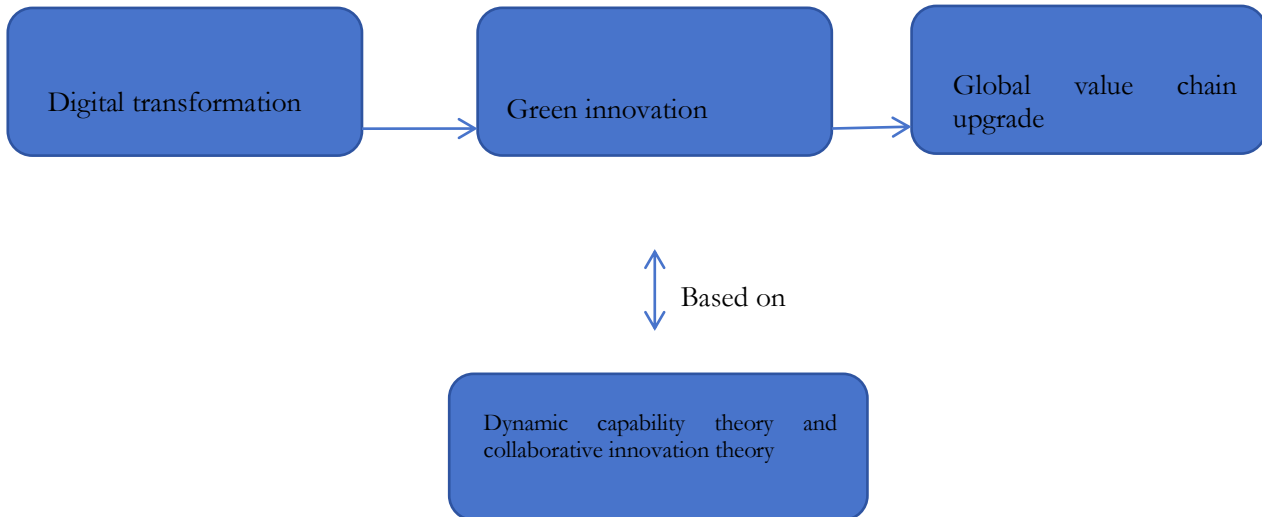 Digital transformation
Green innovation
Global value chain
upgrade
Based on
Dynamic capability theory and
collaborative innovation theory